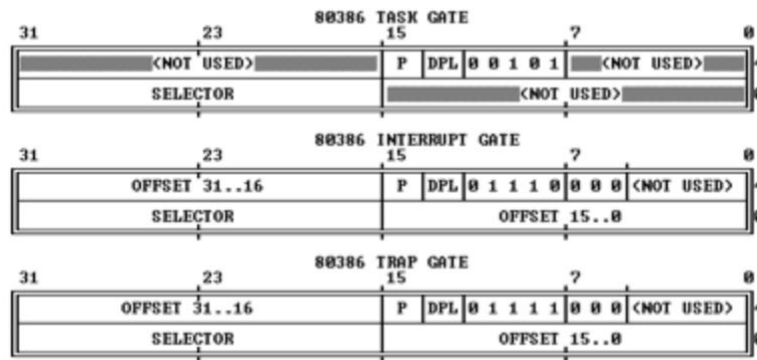 80386 TASK GATE
31 23 15 7 0
<NOT USED> P DPL 0 0 1 0 1 <NOT USED>
SELECTOR <NOT USED>
80386 INTERRUPT GATE
31 23 15 7 0
OFFSET 31..16 P DPL 0 1 1 1 0 0 0 0 <NOT USED>
SELECTOR OFFSET 15..0
80386 TRAP GATE
31 23 15 7 0
OFFSET 31..16 P DPL 0 1 1 1 1 0 0 0 <NOT USED>
SELECTOR OFFSET 15..0